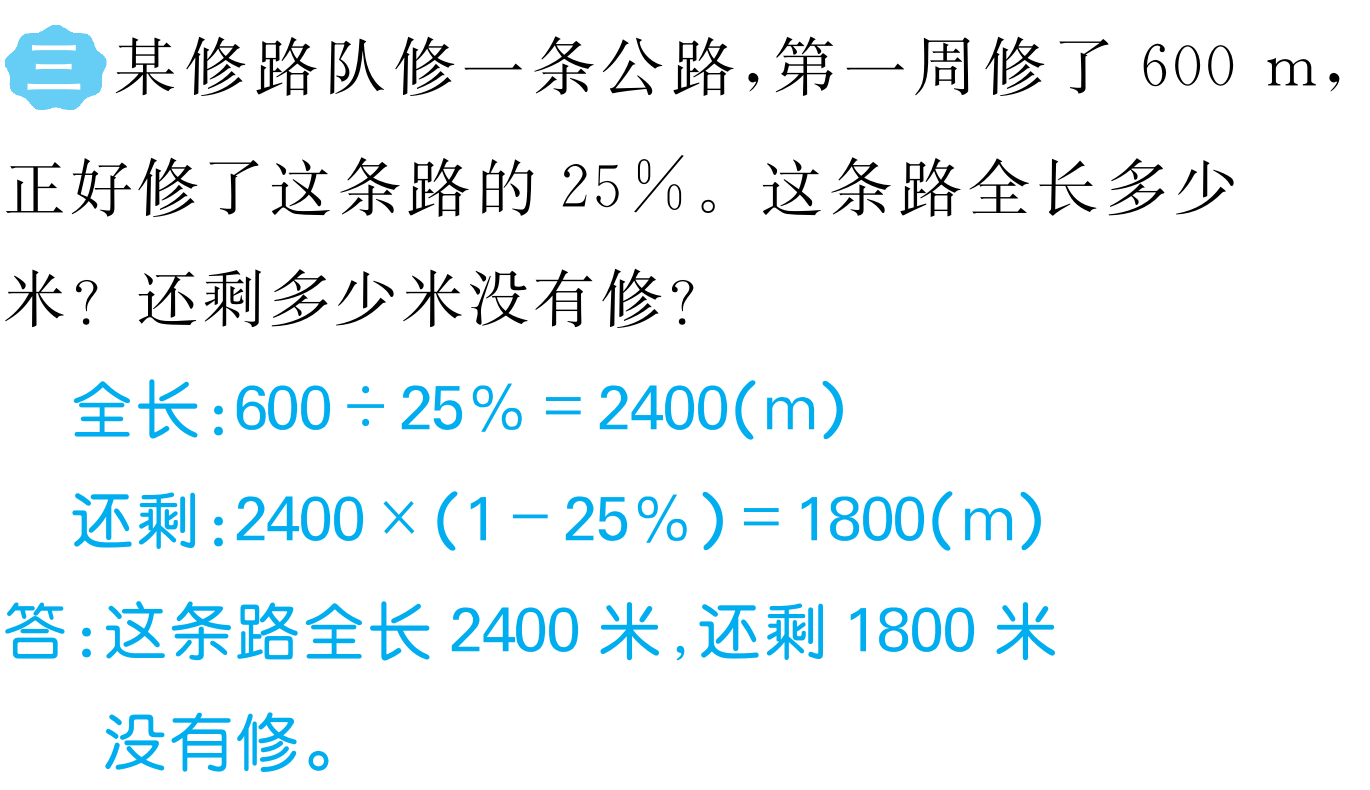 三 某修路队修一条公路,第一周修了 600 m,
正好修了这条路的 25%。这条路全长多少
米?还剩多少米没有修?
全长:600÷25%=2400(m)
还剩:2400×(1-25%)=1800(m)
答:这条路全长 2400 米,还剩 1800 米
没有修。